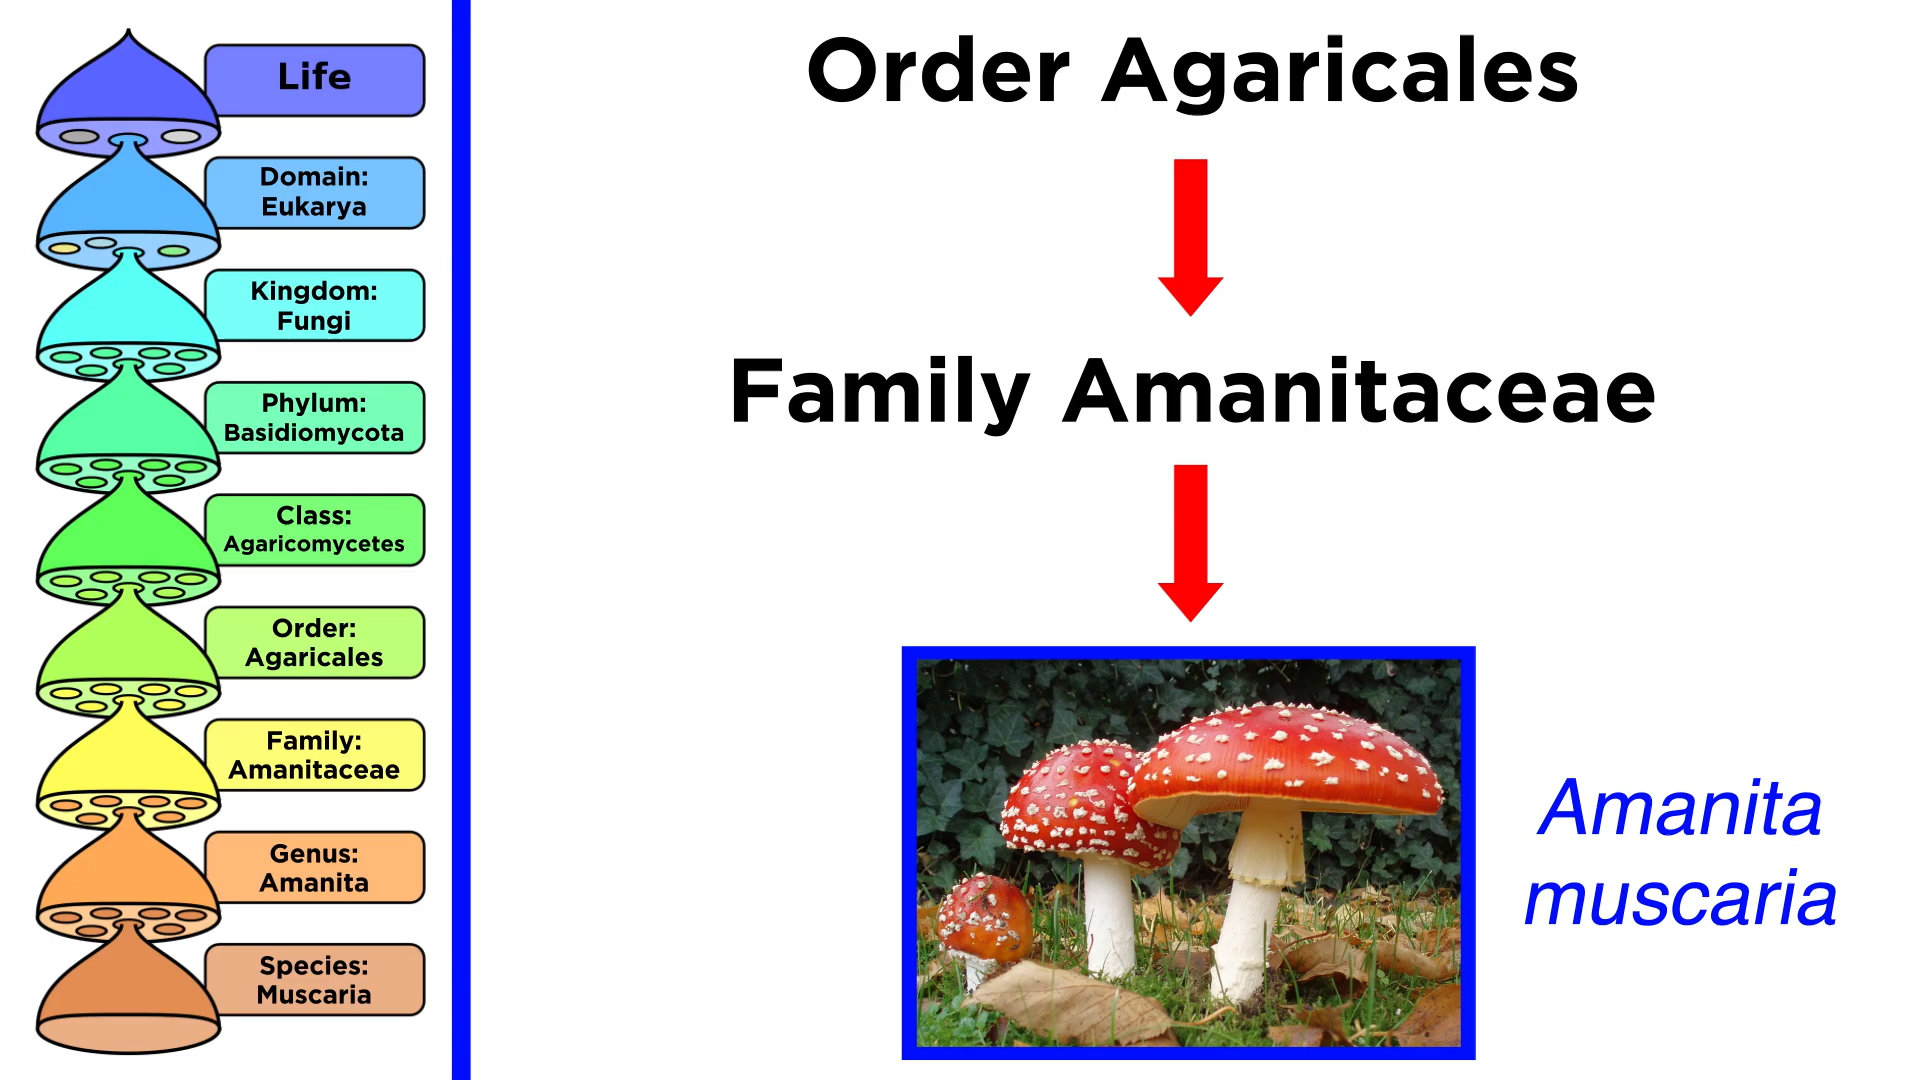 Life
Domain:
Eukarya
Kingdom:
Fungi
Phylum:
Basidiomycota
Class:
Agaricomycetes
Order:
Agaricales
Family:
Amanitaceae
Genus:
Amanita
Species:
Muscaria
Order Agaricales
Family Amanitaceae
Amanita
muscaria